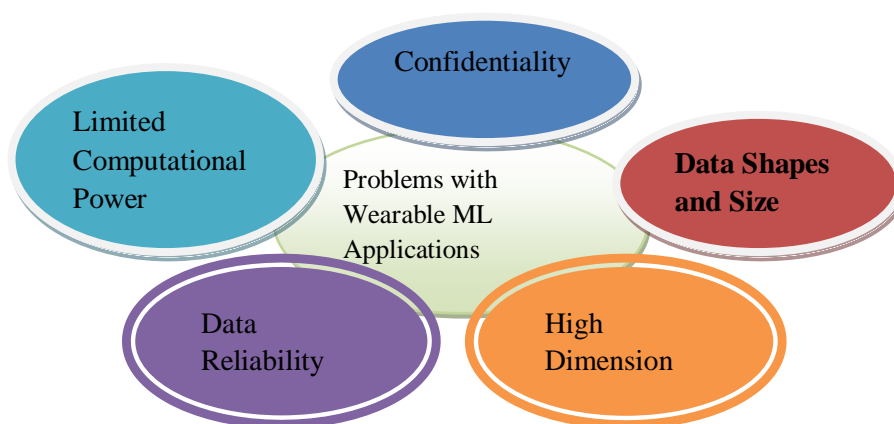 Confidentiality
Limited
Computational
Power
Data Shapes
and Size
Problems with
Wearable ML
Applications
Data
Reliability
High
Dimension